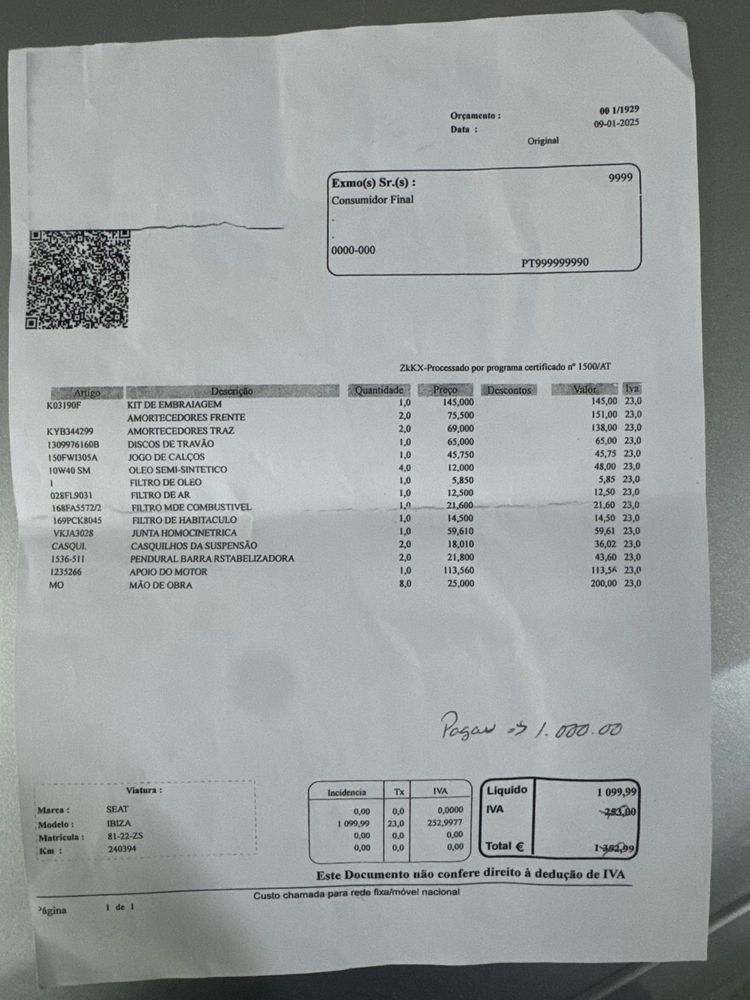 Orçamento : 00 1/1929
Data : 09-01-2025
Original
Exmo(s) Sr.(s) : 9999
Consumidor Final
.
.
0000-000
PT999999990
ZkKX-Processado por programa certificado nº 1500/AT
Artigo Descrição Quantidade Preço Descontos Valor Iva
K03190F KIT DE EMBRAIAGEM 1,0 145,000 145,00 23,0
AMORTECEDORES FRENTE 2,0 75,500 151,00 23,0
KYB344299 AMORTECEDORES TRAZ 2,0 69,000 138,00 23,0
1309976160B DISCOS DE TRAVÃO 1,0 65,000 65,00 23,0
150FWI305A JOGO DE CALÇOS 1,0 45,750 45,75 23,0
10W40 SM OLEO SEMI-SINTETICO 4,0 12,000 48,00 23,0
1 FILTRO DE OLEO 1,0 5,850 5,85 23,0
028FL9031 FILTRO DE AR 1,0 12,500 12,50 23,0
168FA5572/2 FILTRO MDE COMBUSTIVEL 1,0 21,600 21,60 23,0
169PCK8045 FILTRO DE HABITACULO 1,0 14,500 14,50 23,0
VKJA3028 JUNTA HOMOCINETRICA 1,0 59,610 59,61 23,0
CASQUI. CASQUILHOS DA SUSPENSÃO 2,0 18,010 36,02 23,0
1536-511 PENDURAL BARRA RSTABELIZADORA 2,0 21,800 43,60 23,0
1235266 APOIO DO MOTOR 1,0 113,560 113,56 23,0
MO MÃO DE OBRA 8,0 25,000 200,00 23,0
Pagar => 1.000.00
Viatura :
Marca : SEAT
Modelo : IBIZA
Matricula : 81-22-ZS
Km : 240394
Incidencia Tx IVA
0,00 0,0 0,0000
1 099,99 23,0 252,9977
0,00 0,0 0,00
0,00 0,0 0,00
Líquido 1 099,99
IVA 253,00
Total € 1 352,99
Este Documento não confere direito à dedução de IVA
Custo chamada para rede fixa/móvel nacional
Página 1 de 1